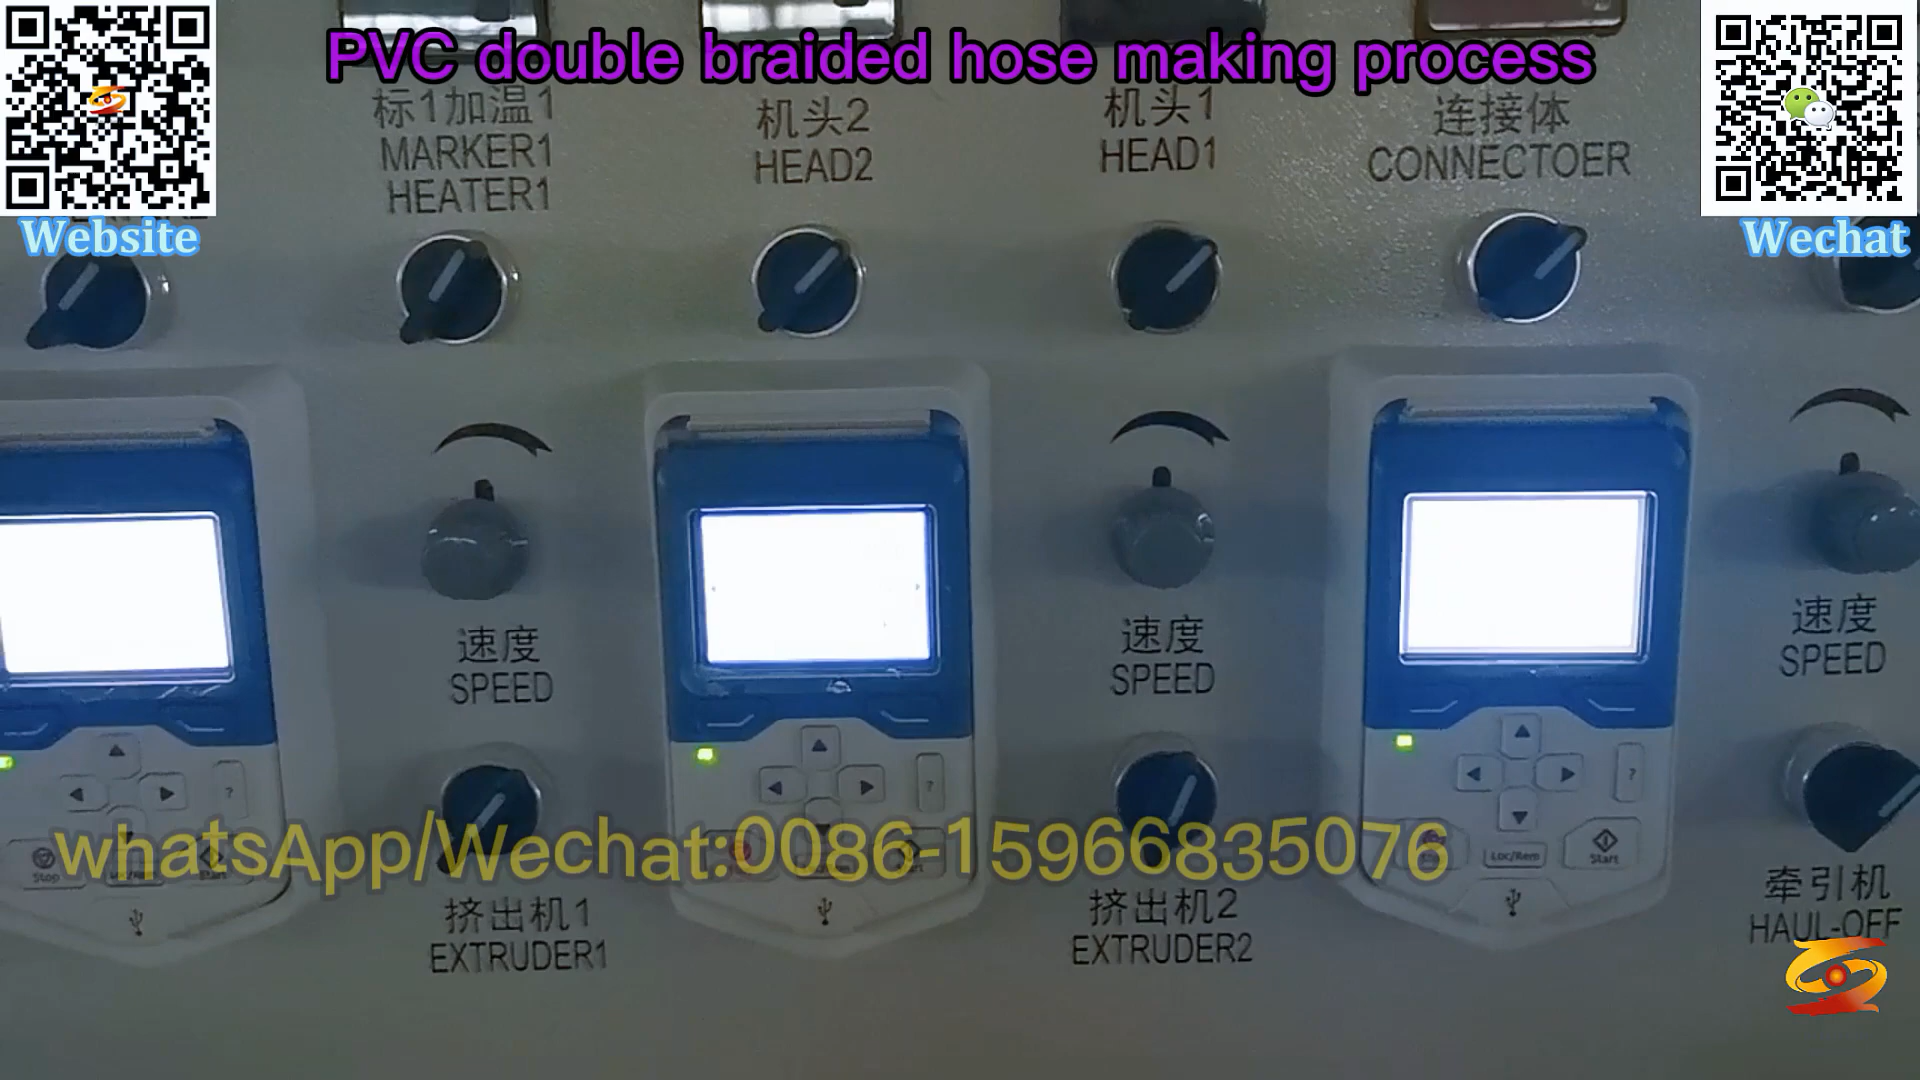 PVC double braided hose making process
标1加温1
MARKER1
HEATER1
机头2
HEAD2
机头1
HEAD1
连接体
CONNECTOER
Website
Wechat
速度
SPEED
速度
SPEED
速度
SPEED
?
?
?
whatsApp/Wechat:0086-15966835076
Stop
Loc/Rem
Start
挤出机1
EXTRUDER1
挤出机2
EXTRUDER2
牵引机
HAUL-OFF